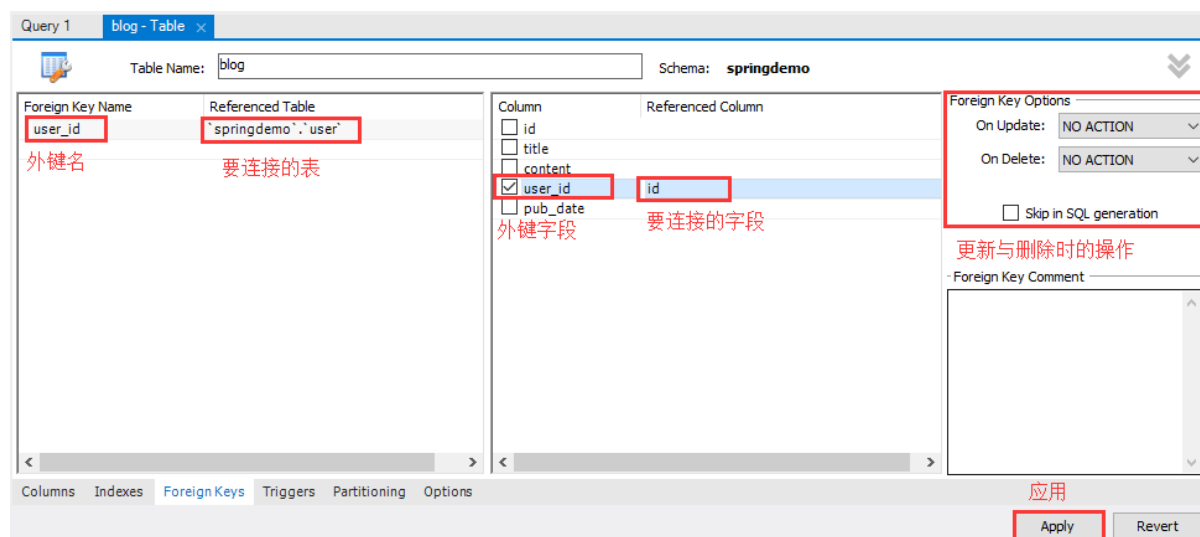 Query 1
blog - Table ×
Table Name: blog
Schema: springdemo
Foreign Key Name Referenced Table
user_id `springdemo`.`user`
外键名
要连接的表
Column Referenced Column
id
title
content
user_id id
pub_date
外键字段
要连接的字段
Foreign Key Options
On Update: NO ACTION
On Delete: NO ACTION
Skip in SQL generation
更新与删除时的操作
Foreign Key Comment
Columns Indexes Foreign Keys Triggers Partitioning Options
应用
Apply Revert